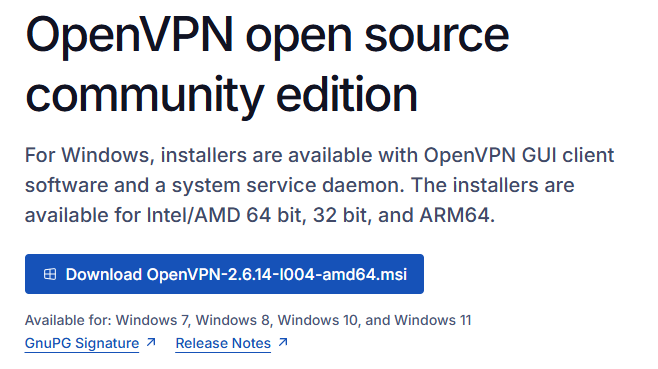 OpenVPN open source
community edition
For Windows, installers are available with OpenVPN GUI client
software and a system service daemon. The installers are
available for Intel/AMD 64 bit, 32 bit, and ARM64.
Download OpenVPN-2.6.14-I004-amd64.msi
Available for: Windows 7, Windows 8, Windows 10, and Windows 11
GnuPG Signature Release Notes